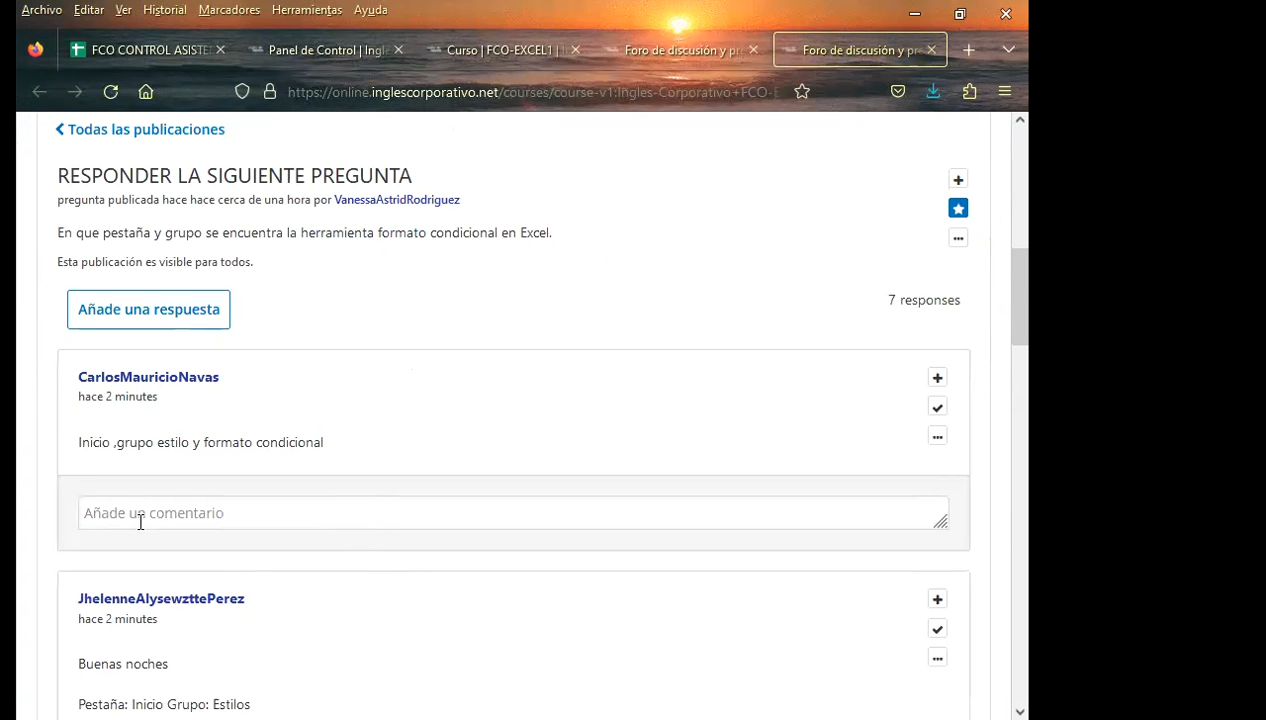 Archivo Editar Ver Historial Marcadores Herramientas Ayuda
FCO CONTROL ASISTE
Panel de Control | Ingl
Curso | FCO-EXCEL1 |
Foro de discusión y pr
Foro de discusión y pr
https://online.inglescorporativo.net/courses/course-v1:Ingles-Corporativo+FCO-E
Todas las publicaciones
RESPONDER LA SIGUIENTE PREGUNTA
pregunta publicada hace hace cerca de una hora por VanessaAstridRodriguez
En que pestaña y grupo se encuentra la herramienta formato condicional en Excel.
Esta publicación es visible para todos.
Añade una respuesta
7 responses
CarlosMauricioNavas
hace 2 minutes
Inicio ,grupo estilo y formato condicional
Añade un comentario
JhelenneAlysewzttePerez
hace 2 minutes
Buenas noches
Pestaña: Inicio Grupo: Estilos